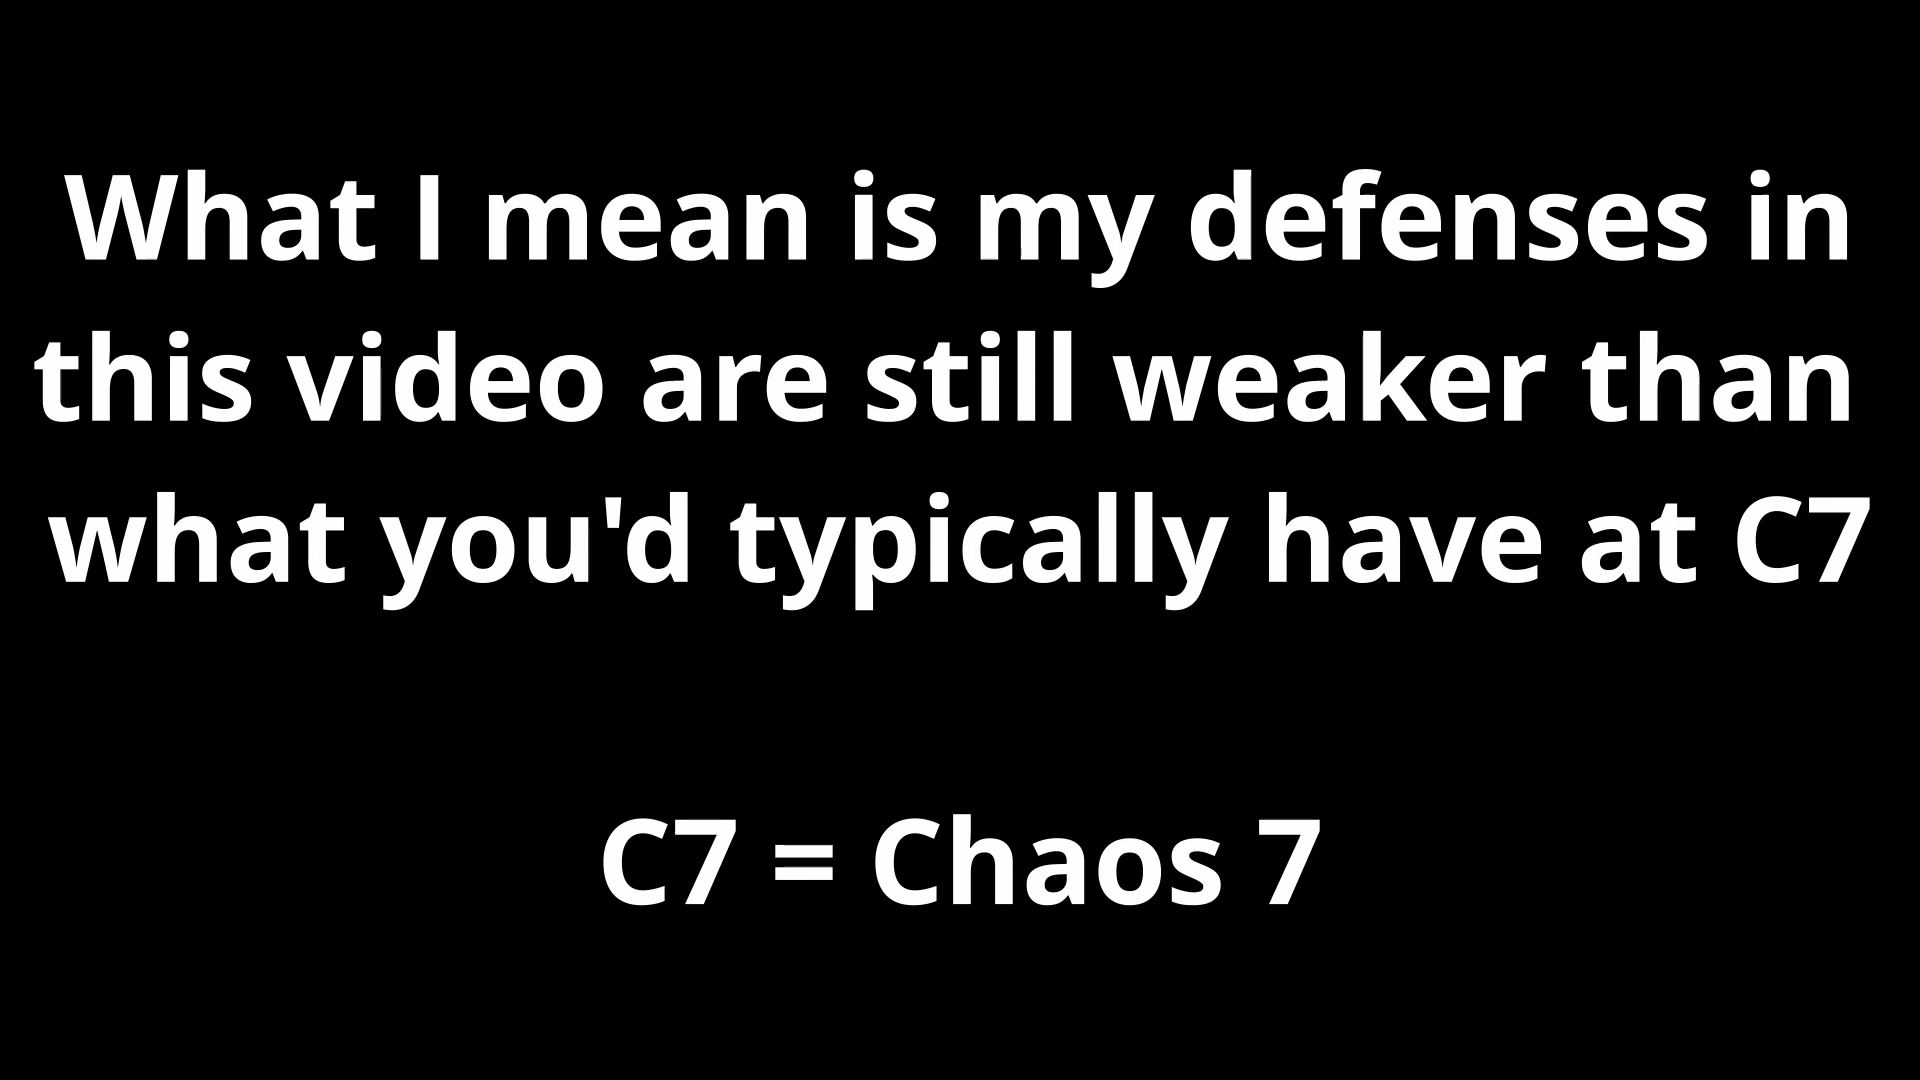 What I mean is my defenses in
this video are still weaker than
what you'd typically have at C7
C7 = Chaos 7